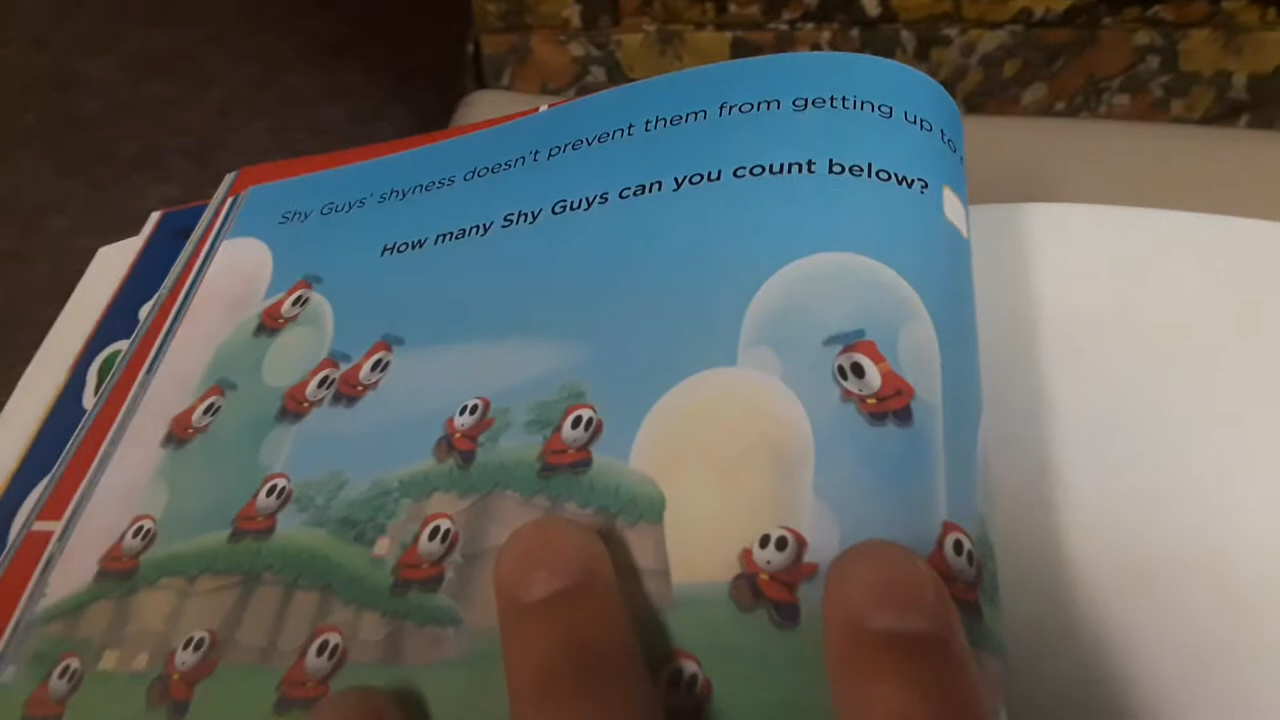 Shy Guys' shyness doesn't prevent them from getting up to
How many Shy Guys can you count below?